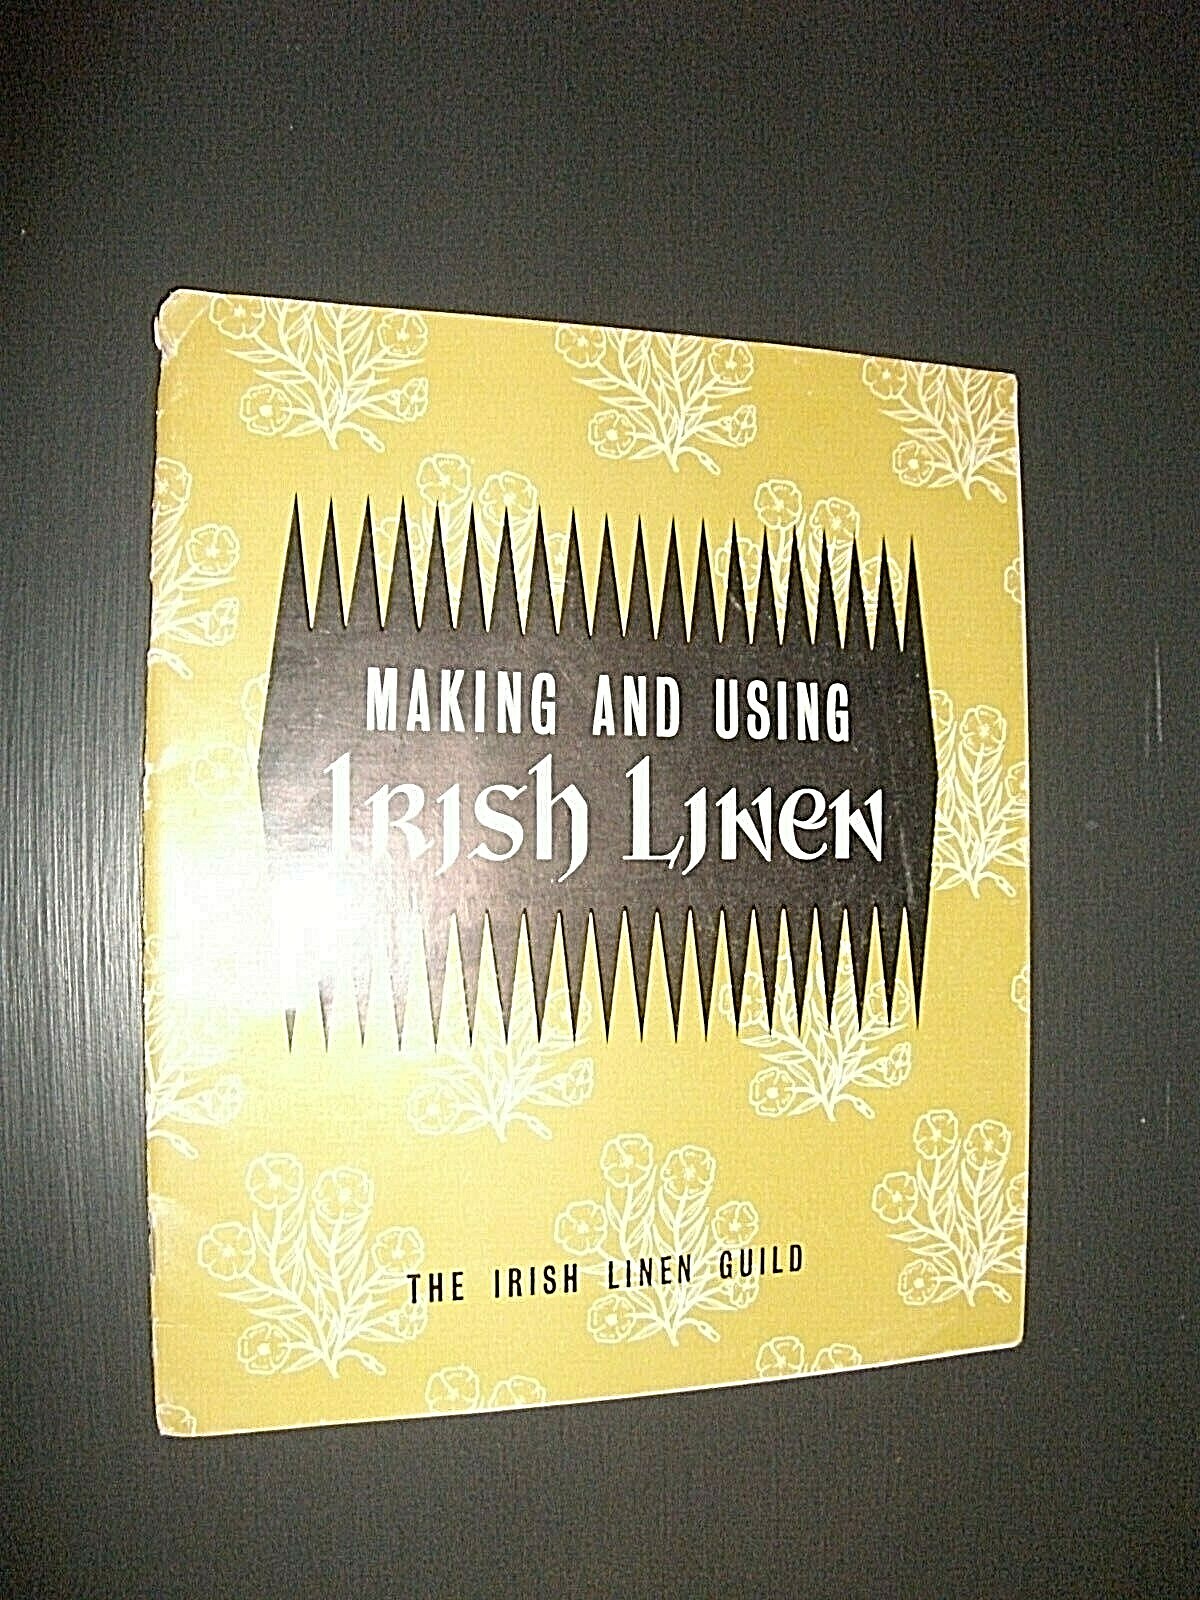 MAKING AND USING
Irish Linen
THE IRISH LINEN GUILD